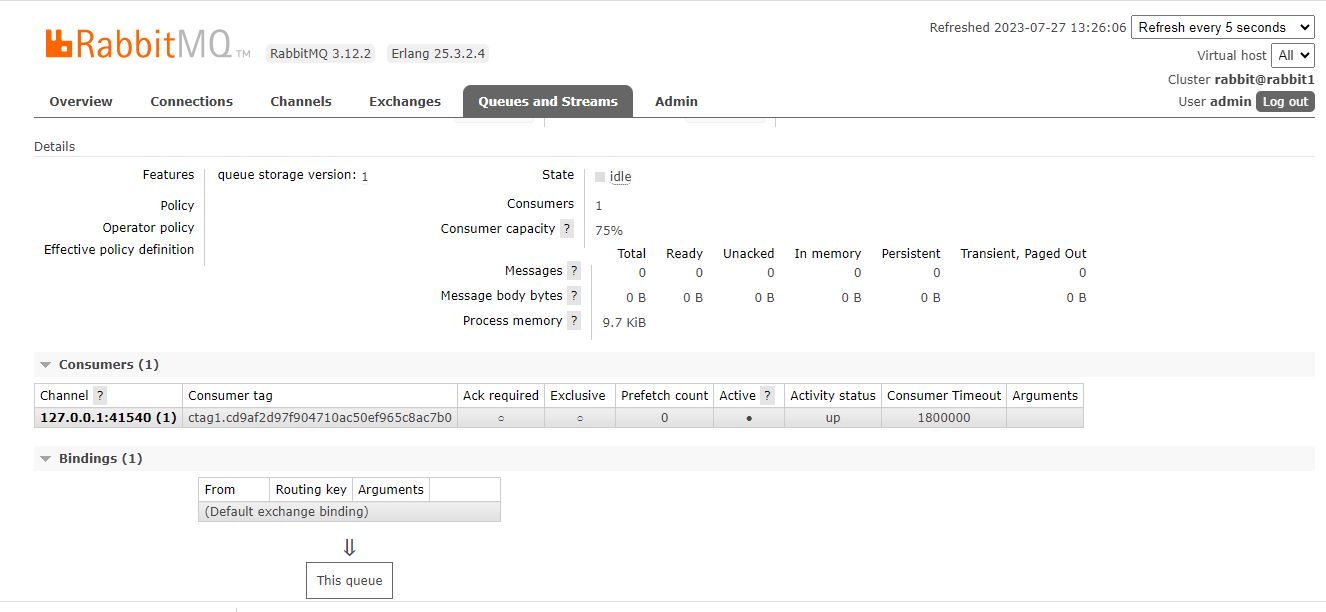 RabbitMQ TM RabbitMQ 3.12.2 Erlang 25.3.2.4
Refreshed 2023-07-27 13:26:06 Refresh every 5 seconds
Virtual host All
Cluster rabbit@rabbit1
User admin Log out
Overview Connections Channels Exchanges Queues and Streams Admin
Details
Features queue storage version: 1
Policy
Operator policy
Effective policy definition
State idle
Consumers 1
Consumer capacity ? 75%
Total Ready Unacked In memory Persistent Transient, Paged Out
Messages ? 0 0 0 0 0 0
Message body bytes ? 0 B 0 B 0 B 0 B 0 B 0 B
Process memory ? 9.7 KiB
Consumers (1)
Channel ? Consumer tag Ack required Exclusive Prefetch count Active ? Activity status Consumer Timeout Arguments
127.0.0.1:41540 (1) ctag1.cd9af2d97f904710ac50ef965c8ac7b0 ○ ○ 0 ● up 1800000
Bindings (1)
From Routing key Arguments
(Default exchange binding)
⇓
This queue